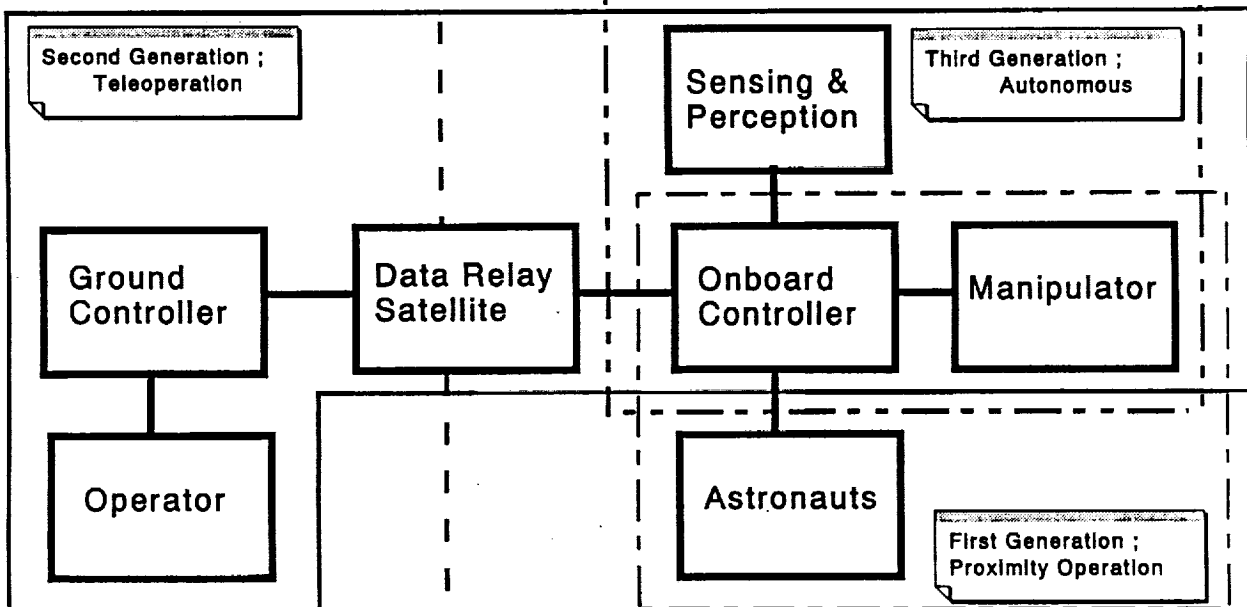 Second Generation ;
Teleoperation
Sensing &
Perception
Third Generation ;
Autonomous
Ground
Controller
Data Relay
Satellite
Onboard
Controller
Manipulator
Operator
Astronauts
First Generation ;
Proximity Operation